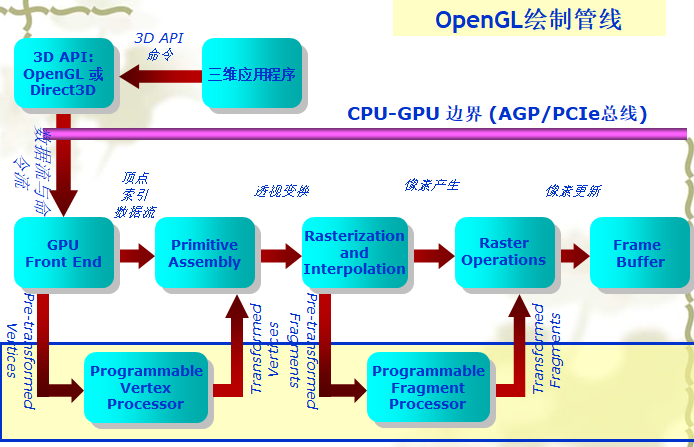 OpenGL绘制管线
3D API
命令
3D API:
OpenGL 或
Direct3D
三维应用程序
CPU-GPU 边界 (AGP/PCIe总线)
数据流与命
令流
顶点
索引
数据流
透视变换
像素产生
像素更新
GPU
Front End
Primitive
Assembly
Rasterization
and
Interpolation
Raster
Operations
Frame
Buffer
Pre-transformed
Vertices
Transformed
Vertices
Pre-transformed
Fragments
Transformed
Fragments
Programmable
Vertex
Processor
Programmable
Fragment
Processor